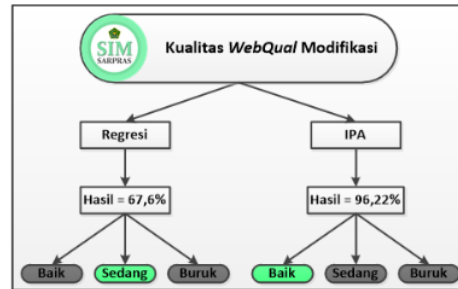 SIM
SARPRAS
Kualitas WebQual Modifikasi
Regresi
IPA
Hasil = 67,6%
Hasil = 96,22%
Baik
Sedang
Buruk
Baik
Sedang
Buruk